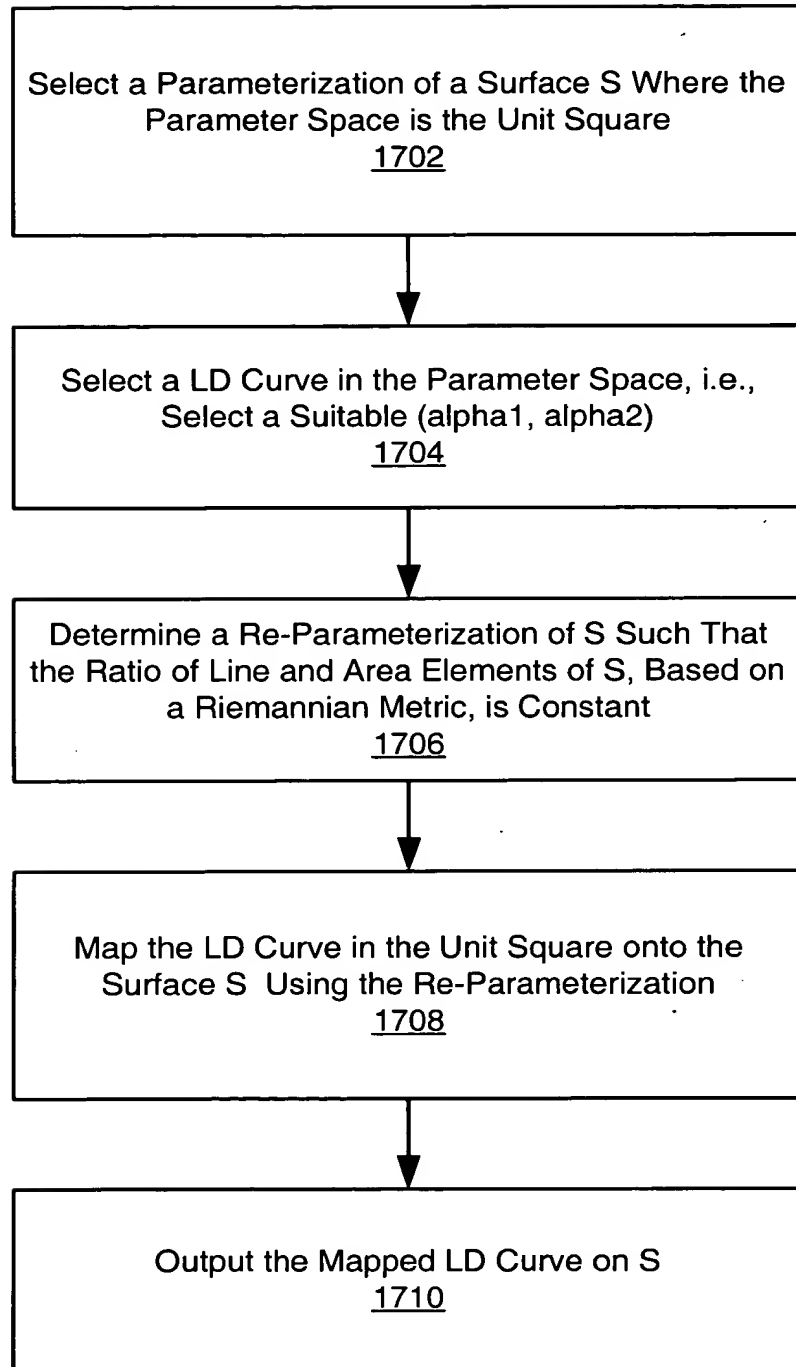 Select a Parameterization of a Surface S Where the
Parameter Space is the Unit Square
1702
Select a LD Curve in the Parameter Space, i.e.,
Select a Suitable (alpha1, alpha2)
1704
Determine a Re-Parameterization of S Such That
the Ratio of Line and Area Elements of S, Based on
a Riemannian Metric, is Constant
1706
Map the LD Curve in the Unit Square onto the
Surface S Using the Re-Parameterization
1708
Output the Mapped LD Curve on S
1710